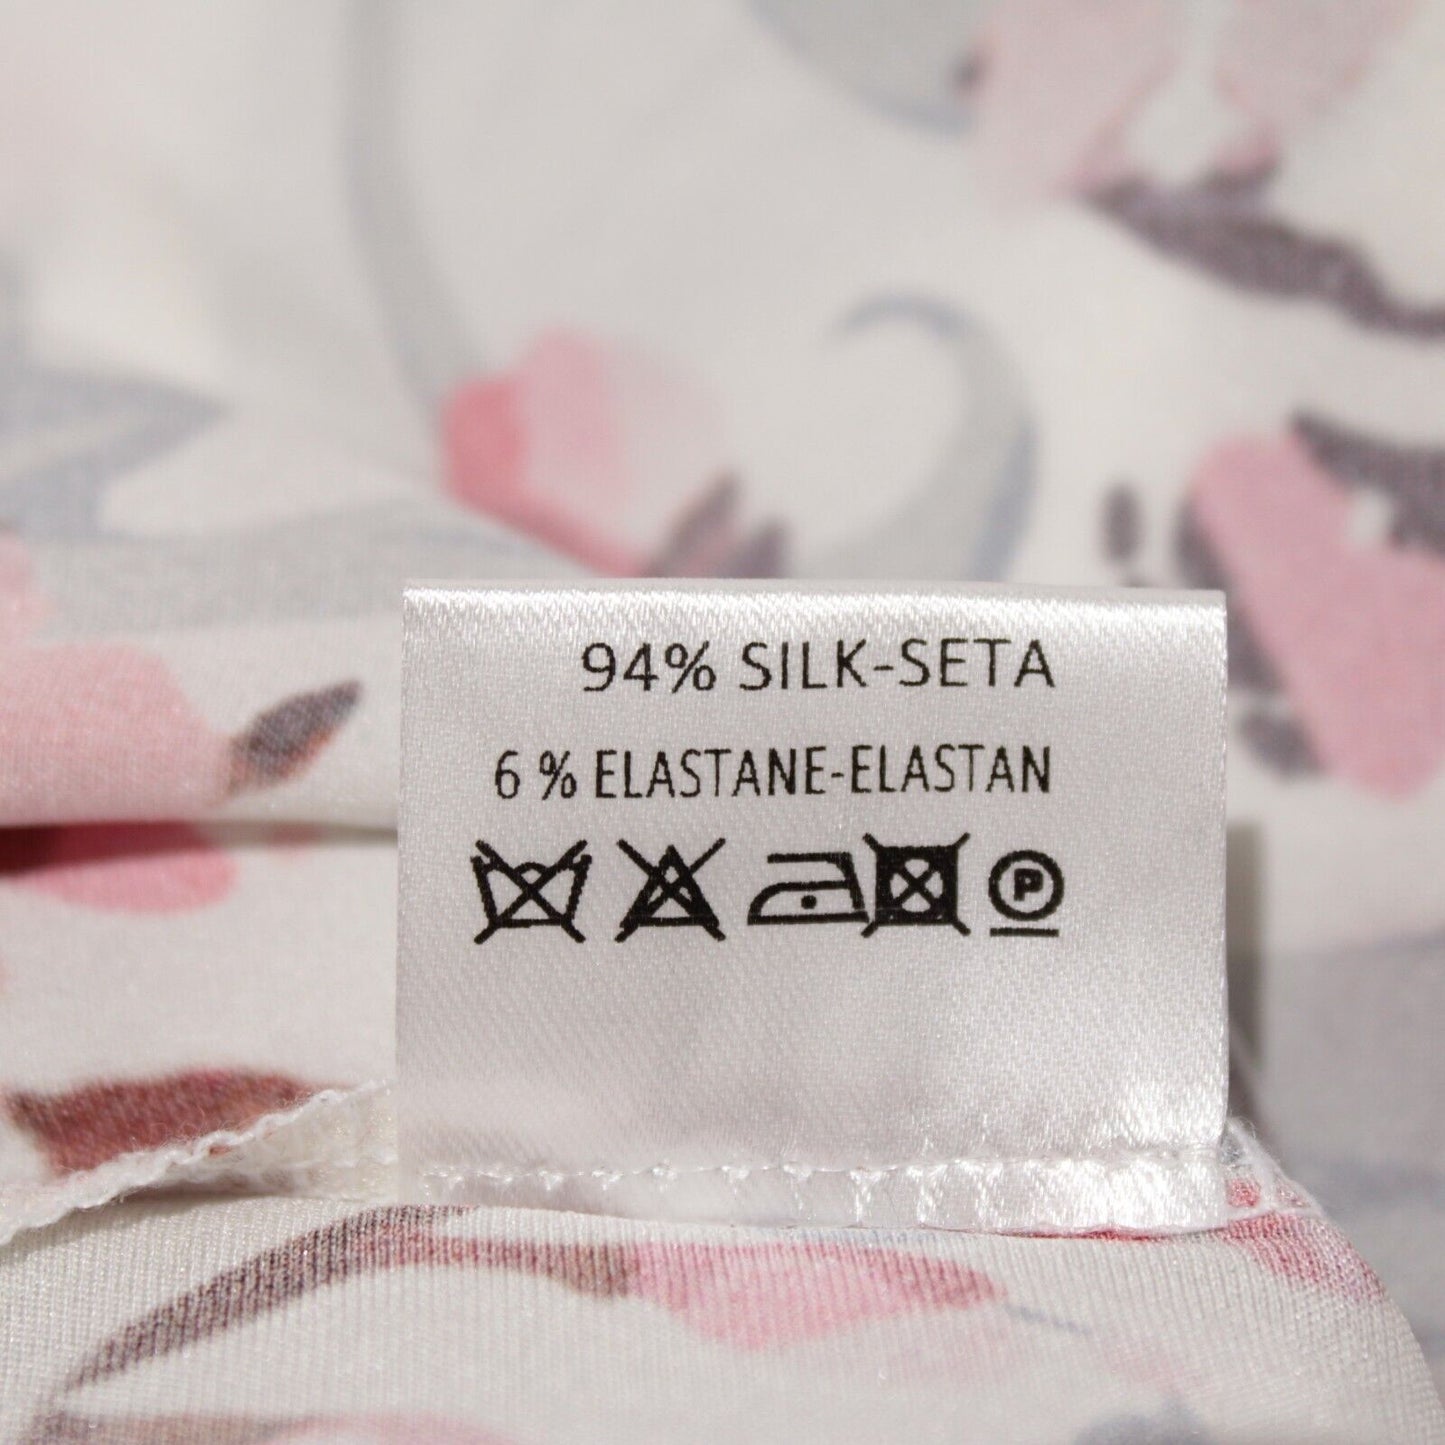 94% SILK-SETA
6 % ELASTANE-ELASTAN
P